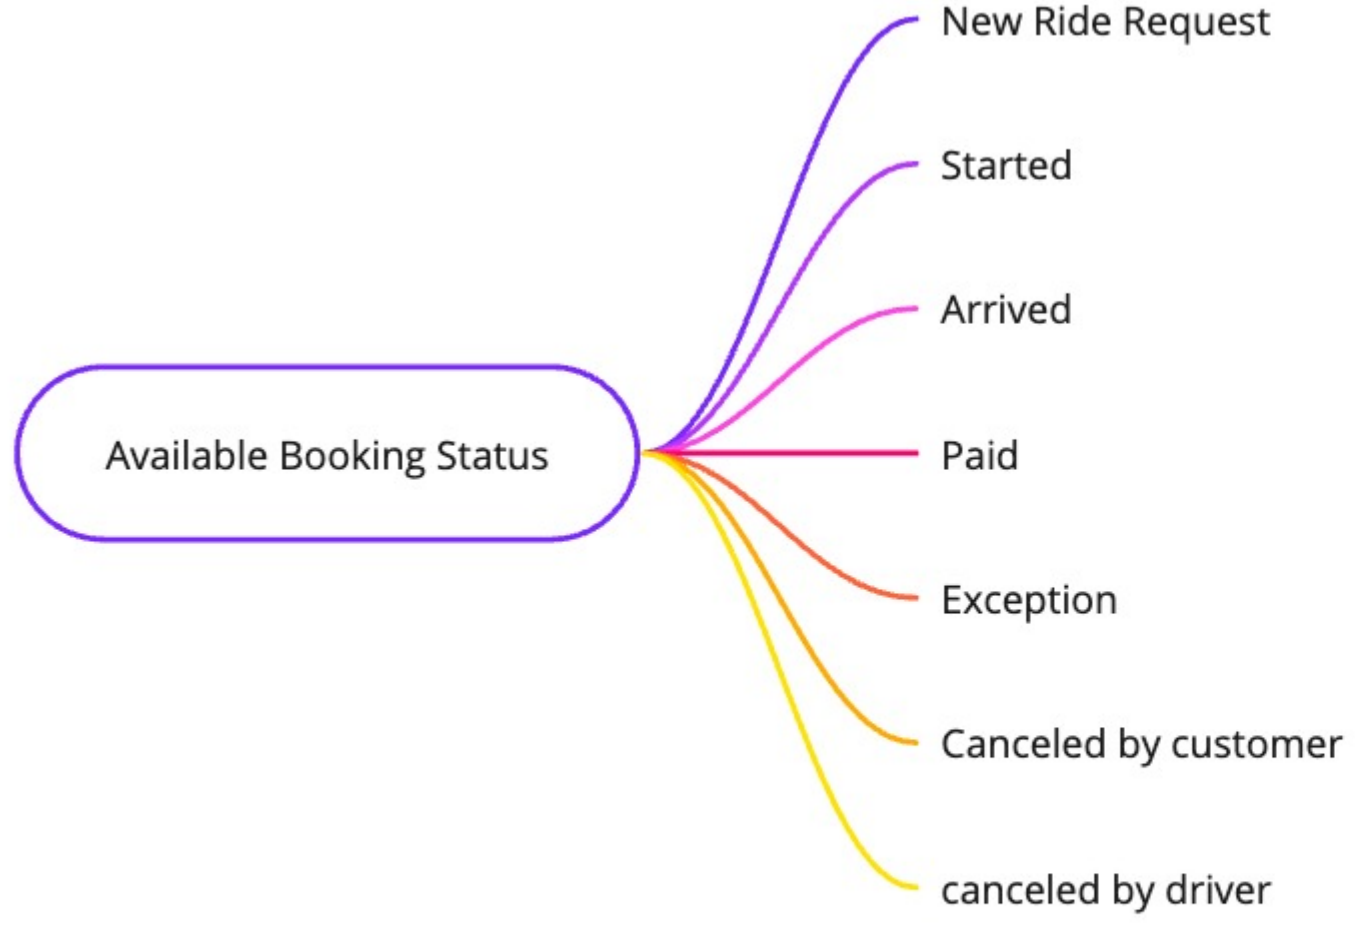 New Ride Request
Started
Arrived
Available Booking Status
Paid
Exception
Canceled by customer
canceled by driver